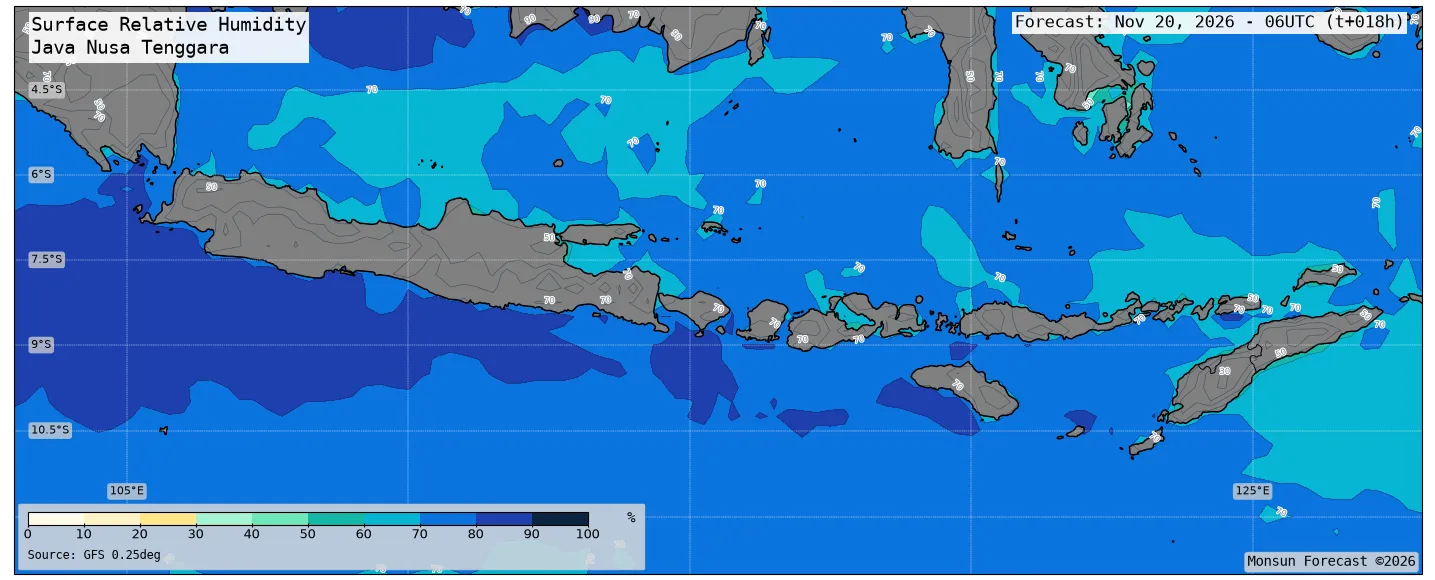 Surface Relative Humidity
Java Nusa Tenggara
Forecast: Nov 20, 2026 - 06UTC (t+018h)
4.5°S
6°S
7.5°S
9°S
10.5°S
105°E
125°E
%
0 10 20 30 40 50 60 70 80 90 100
Source: GFS 0.25deg
Monsun Forecast ©2026